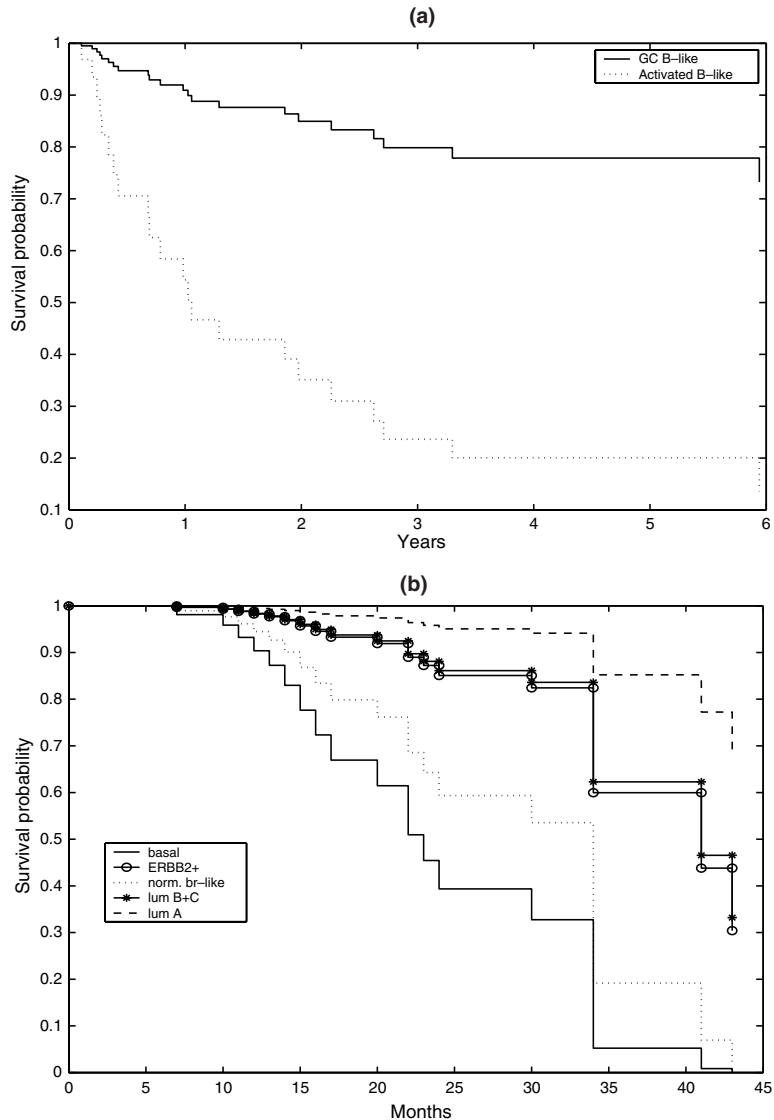 (a)
1
0.9
0.8
0.7
0.6
0.5
0.4
0.3
0.2
0.1
Survival probability
GC B–like
Activated B–like
0 1 2 3 4 5 6
Years
(b)
1
0.9
0.8
0.7
0.6
0.5
0.4
0.3
0.2
0.1
0
Survival probability
basal
ERBB2+
norm. br–like
lum B+C
lum A
0 5 10 15 20 25 30 35 40 45
Months